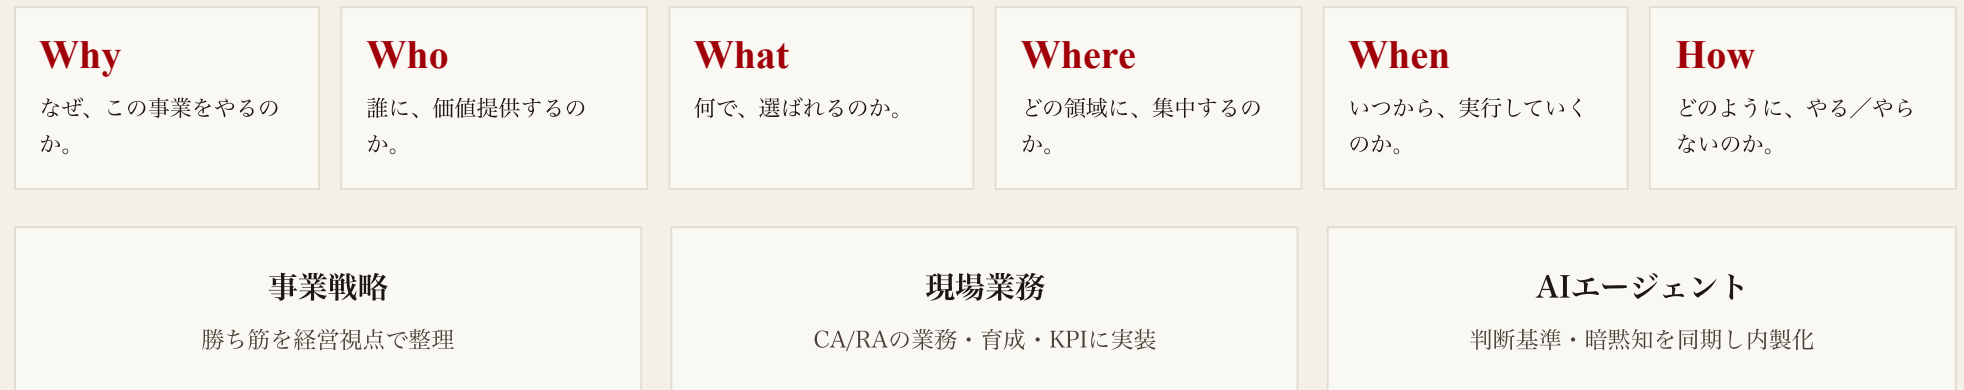 Why
なぜ、この事業をやるの
か。
Who
誰に、価値提供するの
か。
What
何で、選ばれるのか。
Where
どの領域に、集中するの
か。
When
いつから、実行していく
のか。
How
どのように、やる／やら
ないのか。
事業戦略
勝ち筋を経営視点で整理
現場業務
CA/RAの業務・育成・KPIに実装
AIエージェント
判断基準・暗黙知を同期し内製化